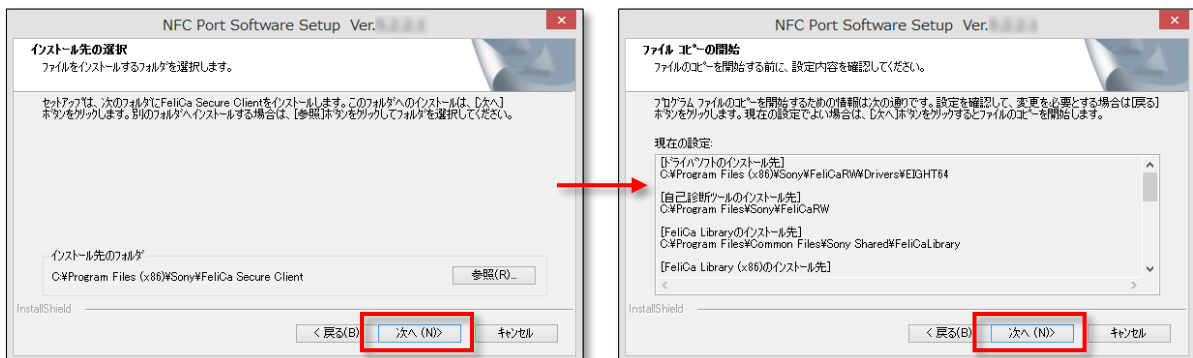 NFC Port Software Setup Ver.
インストール先の選択
ファイルをインストールするフォルダを選択します。
セットアップは、次のフォルダにFeliCa Secure Clientをインストールします。このフォルダへのインストールは、[次へ]
ボタンをクリックします。別のフォルダへインストールする場合は、[参照]ボタンをクリックしてフォルダを選択してください。
インストール先のフォルダ
C:¥Program Files (x86)¥Sony¥FeliCa Secure Client
参照(R)...
InstallShield
< 戻る(B)
次へ (N)>
キャンセル
NFC Port Software Setup Ver.
ファイル コピーの開始
ファイルのコピーを開始する前に、設定内容を確認してください。
プログラム ファイルのコピーを開始するための情報は次の通りです。設定を確認して、変更を必要とする場合は[戻る]
ボタンをクリックします。現在の設定でよい場合は、[次へ]ボタンをクリックするとファイルのコピーを開始します。
現在の設定:
[ドライバソフトのインストール先]
C:¥Program Files (x86)¥Sony¥FeliCaRW¥Drivers¥EIGHT64
[自己診断ツールのインストール先]
C:¥Program Files¥Sony¥FeliCaRW
[FeliCa Libraryのインストール先]
C:¥Program Files¥Common Files¥Sony Shared¥FeliCaLibrary
[FeliCa Library (x86)のインストール先]
InstallShield
< 戻る(B)
次へ (N)>
キャンセル